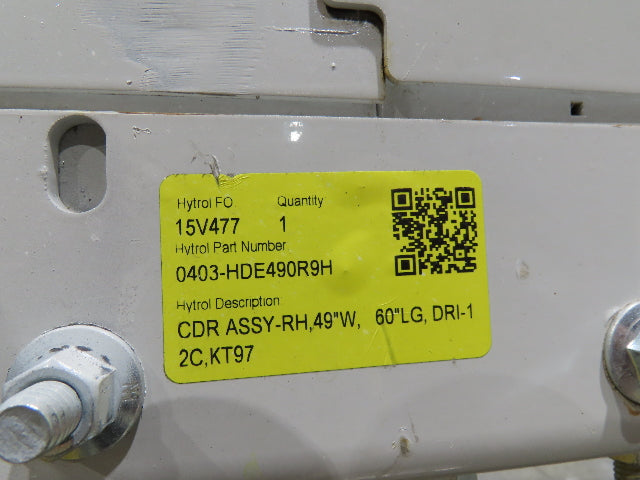 Hytrol FO Quantity
15V477 1
Hytrol Part Number
0403-HDE490R9H
Hytrol Description:
CDR ASSY-RH,49"W, 60"LG, DRI-1
2C,KT97